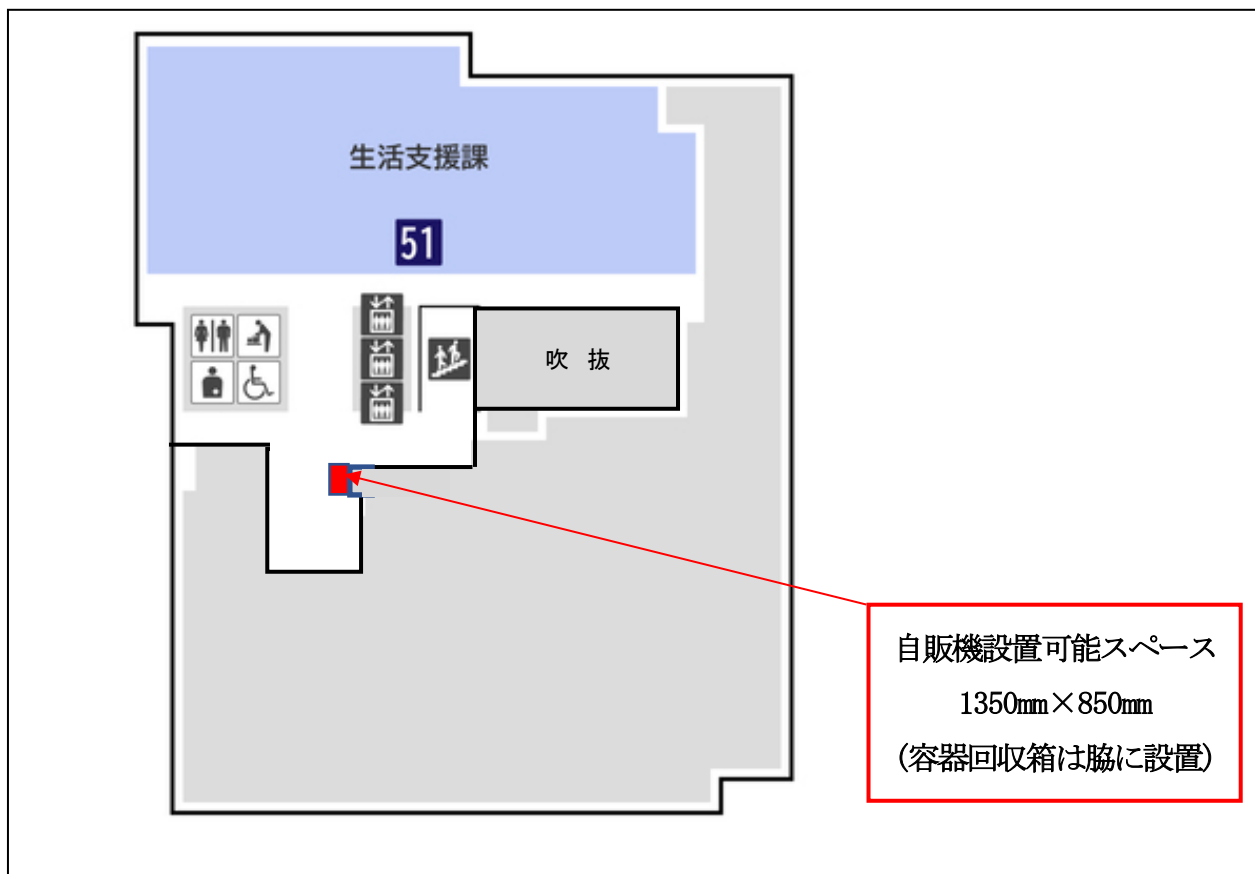 生活支援課
51
吹 抜
自販機設置可能スペース
1350mm×850mm
(容器回収箱は脇に設置)